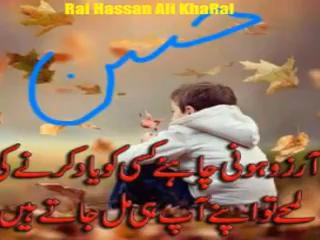 Rai Hassan Ali Kharal
حسن
آرزو ہونی چاہئے کسی کو یاد کرنے کی
لمحے تو اپنے آپ ہی مل جاتے ہیں